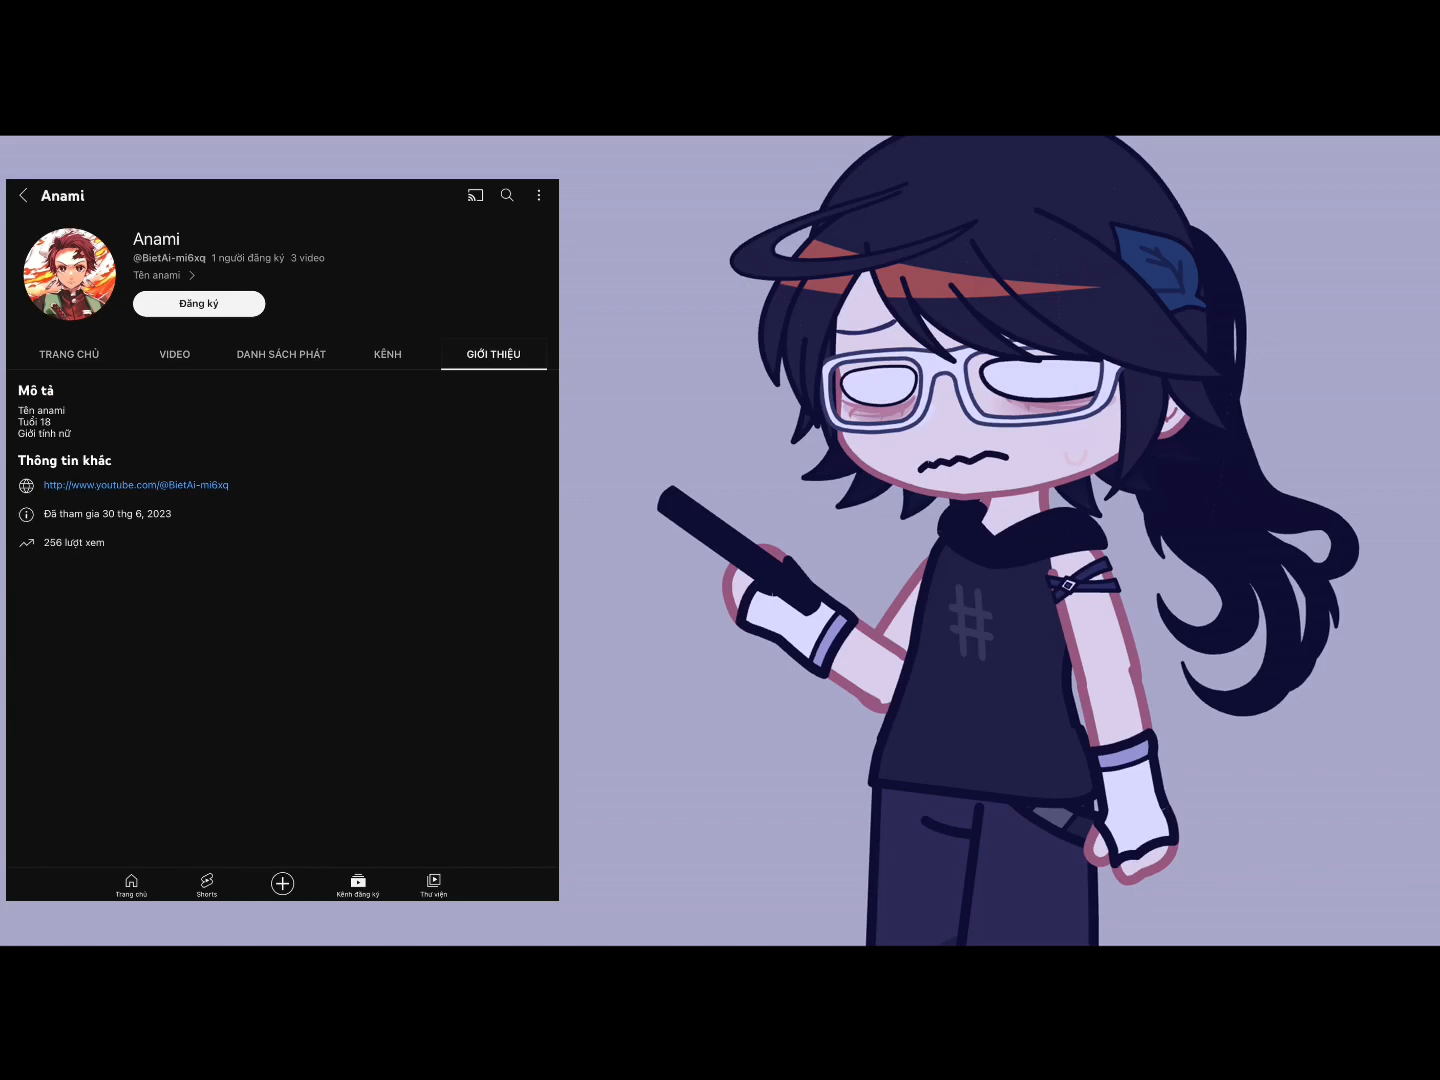 Anami
Anami
@BietAi-mi6xq 1 người đăng ký 3 video
Tên anami
Đăng ký
TRANG CHỦ VIDEO DANH SÁCH PHÁT KÊNH GIỚI THIỆU
Mô tả
Tên anami
Tuổi 18
Giới tính nữ
Thông tin khác
http://www.youtube.com/@BietAi-mi6xq
Đã tham gia 30 thg 6, 2023
256 lượt xem
#
Trang chủ Shorts Kênh đăng ký Thư viện